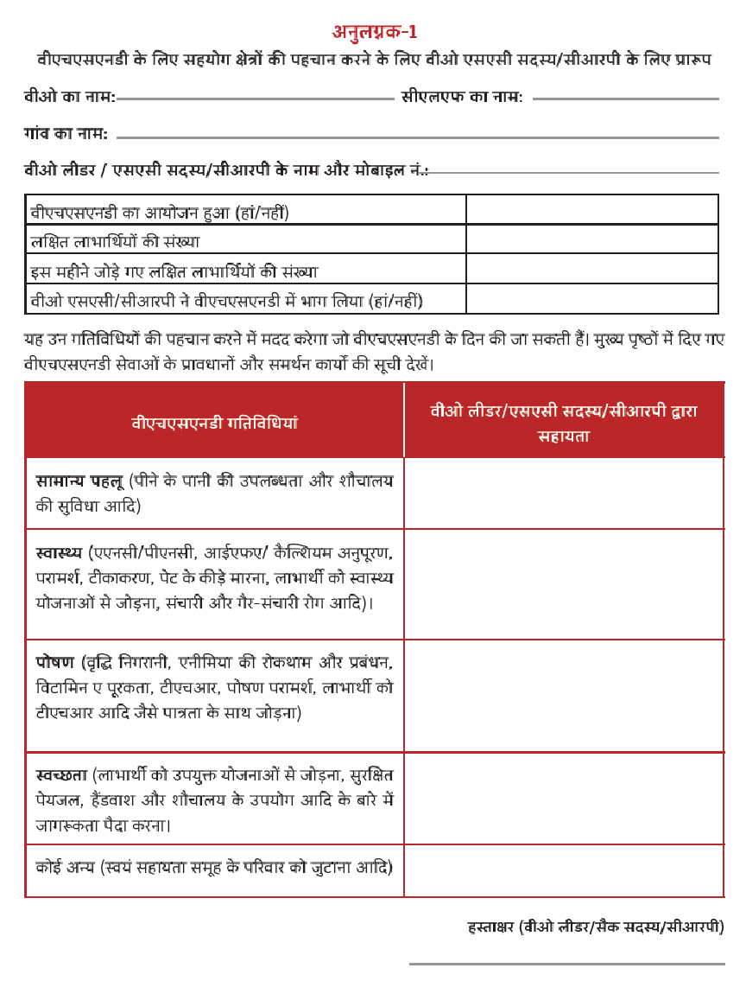 अनुलग्नक-1
वीएचएसएनडी के लिए सहयोग क्षेत्रों की पहचान करने के लिए वीओ एसएसी सदस्य/सीआरपी के लिए प्रारूप
वीओ का नाम: सीएलएफ का नाम:
गांव का नाम:
वीओ लीडर / एसएसी सदस्य/सीआरपी के नाम और मोबाइल नं.:
वीएचएसएनडी का आयोजन हुआ (हां/नहीं)
लक्षित लाभार्थियों की संख्या
इस महीने जोड़े गए लक्षित लाभार्थियों की संख्या
वीओ एसएसी/सीआरपी ने वीएचएसएनडी में भाग लिया (हां/नहीं)
यह उन गतिविधियों की पहचान करने में मदद करेगा जो वीएचएसएनडी के दिन की जा सकती हैं। मुख्य पृष्ठों में दिए गए
वीएचएसएनडी सेवाओं के प्रावधानों और समर्थन कार्यों की सूची देखें।
वीएचएसएनडी गतिविधियां
वीओ लीडर/एसएसी सदस्य/सीआरपी द्वारा
सहायता
सामान्य पहलू (पीने के पानी की उपलब्धता और शौचालय
की सुविधा आदि)
स्वास्थ्य (एएनसी/पीएनसी, आईएफए/ कैल्शियम अनुपूरण,
परामर्श, टीकाकरण, पेट के कीड़े मारना, लाभार्थी को स्वास्थ्य
योजनाओं से जोड़ना, संचारी और गैर-संचारी रोग आदि)।
पोषण (वृद्धि निगरानी, एनीमिया की रोकथाम और प्रबंधन,
विटामिन ए पूरकता, टीएचआर, पोषण परामर्श, लाभार्थी को
टीएचआर आदि जैसे पात्रता के साथ जोड़ना)
स्वच्छता (लाभार्थी को उपयुक्त योजनाओं से जोड़ना, सुरक्षित
पेयजल, हैंडवाश और शौचालय के उपयोग आदि के बारे में
जागरूकता पैदा करना।
कोई अन्य (स्वयं सहायता समूह के परिवार को जुटाना आदि)
हस्ताक्षर (वीओ लीडर/सैक सदस्य/सीआरपी)